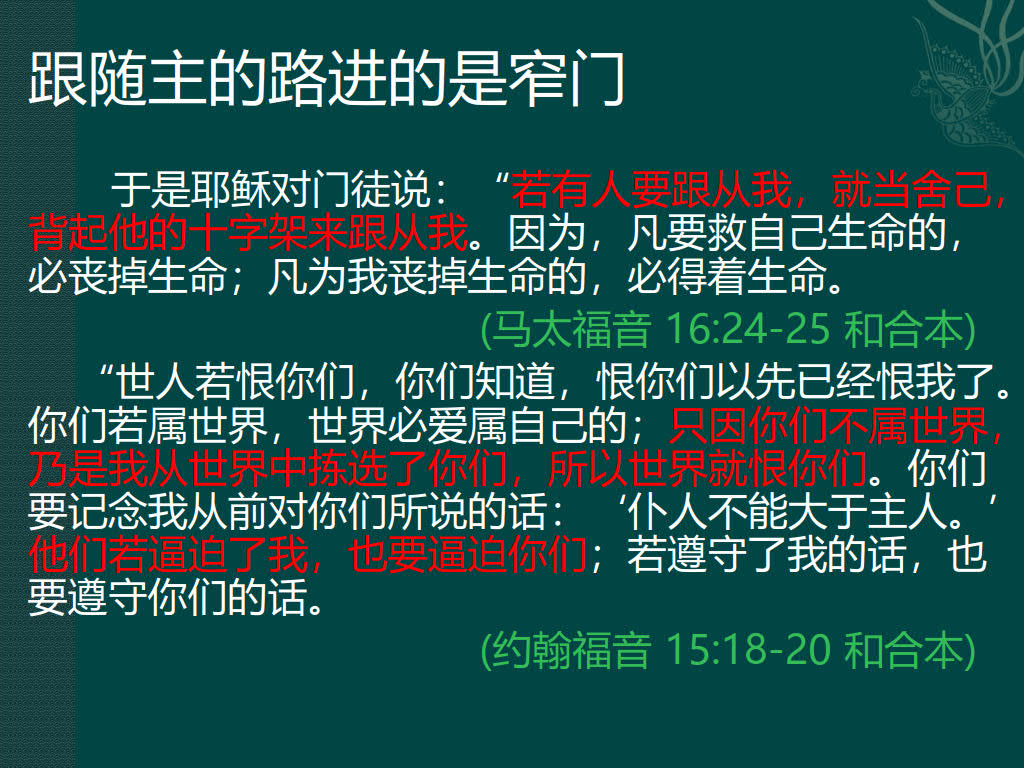 跟随主的路进的是窄门
于是耶稣对门徒说：“若有人要跟从我，就当舍己，
背起他的十字架来跟从我。因为，凡要救自己生命的，
必丧掉生命；凡为我丧掉生命的，必得着生命。
(马太福音 16:24-25 和合本)
“世人若恨你们，你们知道，恨你们以先已经恨我了。
你们若属世界，世界必爱属自己的；只因你们不属世界，
乃是我从世界中拣选了你们，所以世界就恨你们。你们
要记念我从前对你们所说的话：‘仆人不能大于主人。’
他们若逼迫了我，也要逼迫你们；若遵守了我的话，也
要遵守你们的话。
(约翰福音 15:18-20 和合本)